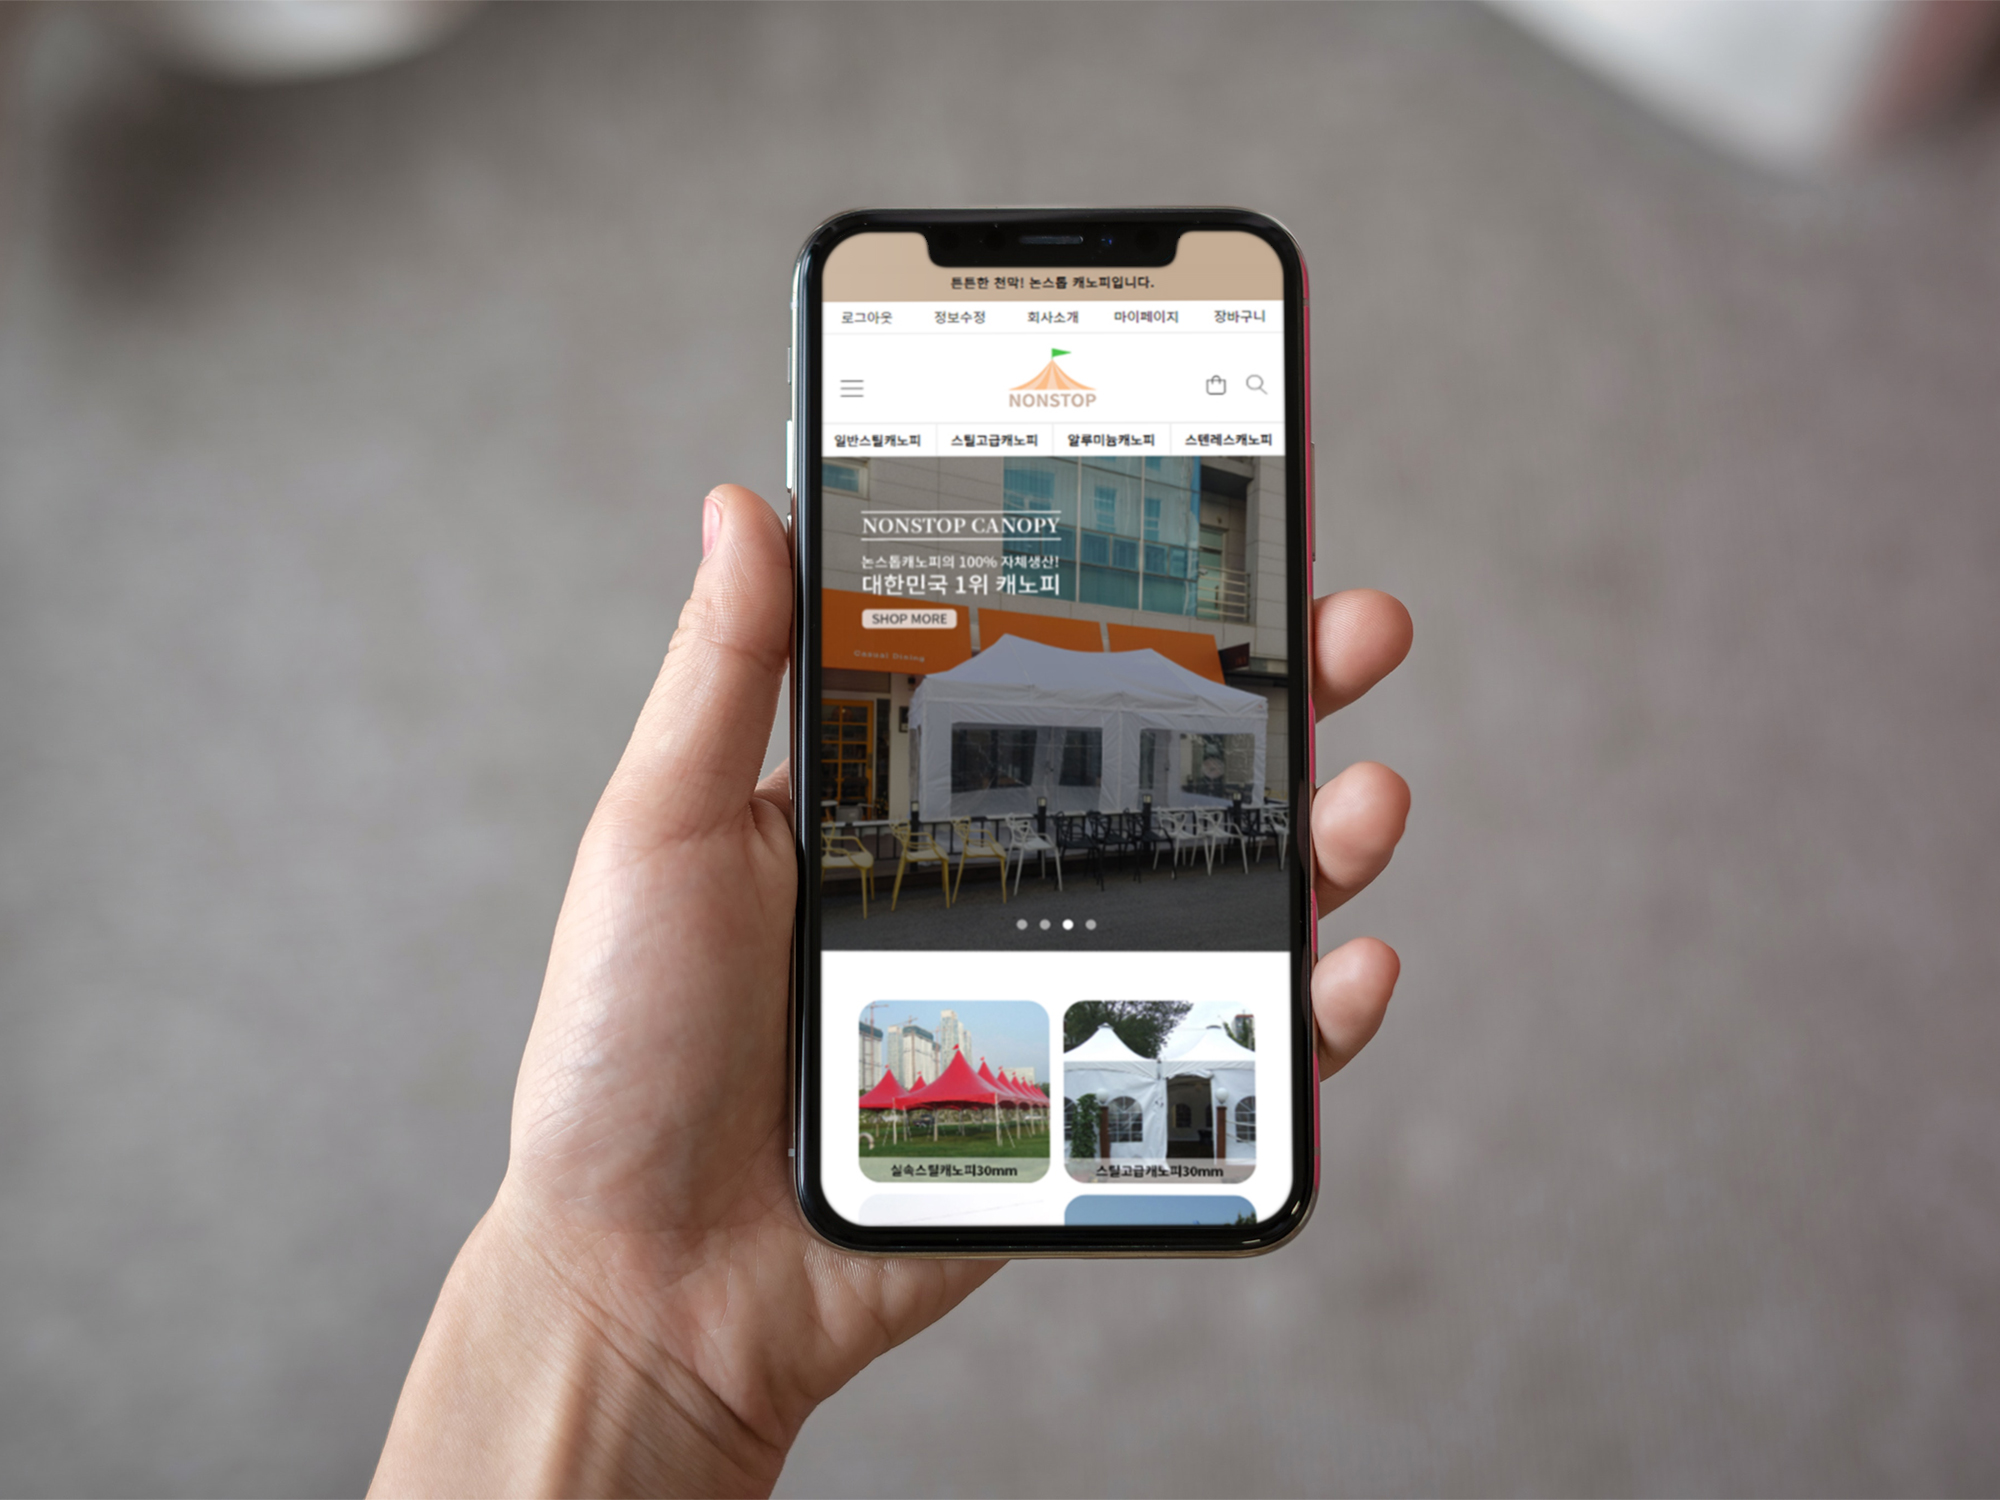 튼튼한 천막! 논스톱 캐노피입니다.
로그아웃 정보수정 회사소개 마이페이지 장바구니
NONSTOP
일반스틸캐노피 스틸고급캐노피 알루미늄캐노피 스텐레스캐노피
NONSTOP CANOPY
논스톱캐노피의 100% 자체생산!
대한민국 1위 캐노피
SHOP MORE
Casual Dining
실속스틸캐노피30mm 스틸고급캐노피30mm